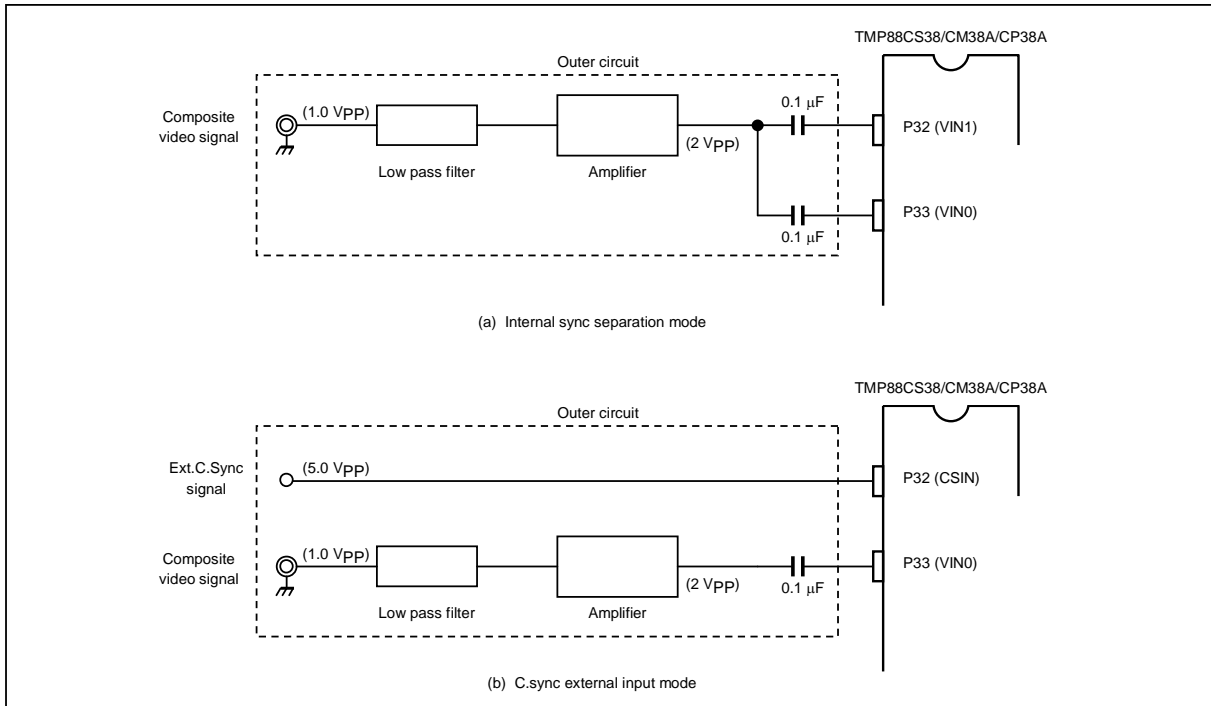 TMP88CS38/CM38A/CP38A
Outer circuit
Composite
video signal
(1.0 VPP)
Low pass filter
Amplifier
(2 VPP)
0.1 μF
0.1 μF
P32 (VIN1)
P33 (VIN0)
(a) Internal sync separation mode
TMP88CS38/CM38A/CP38A
Outer circuit
Ext.C.Sync
signal
(5.0 VPP)
P32 (CSIN)
Composite
video signal
(1.0 VPP)
Low pass filter
Amplifier
(2 VPP)
0.1 μF
P33 (VIN0)
(b) C.sync external input mode